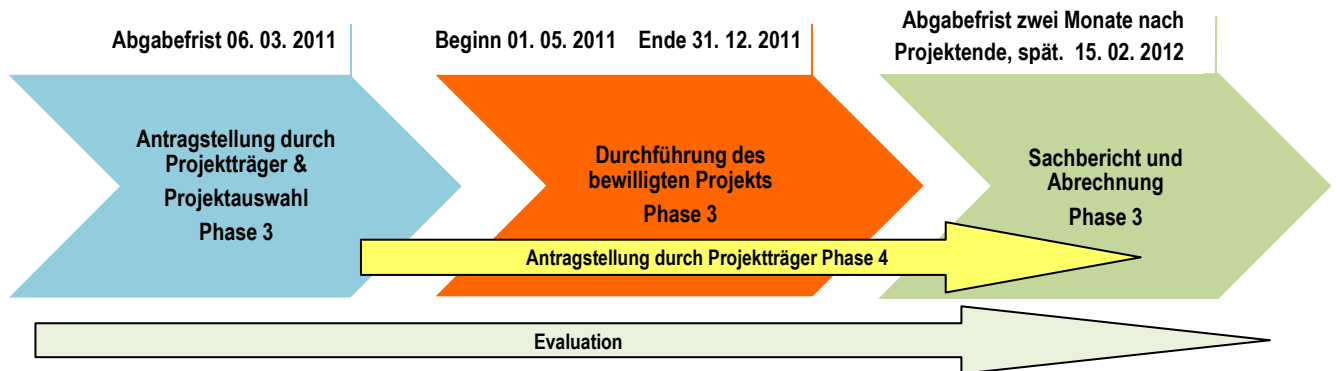 Abgabefrist 06. 03. 2011
Beginn 01. 05. 2011 Ende 31. 12. 2011
Abgabefrist zwei Monate nach
Projektende, spät. 15. 02. 2012
Antragstellung durch
Projektträger &
Projektauswahl
Phase 3
Durchführung des
bewilligten Projekts
Phase 3
Sachbericht und
Abrechnung
Phase 3
Antragstellung durch Projektträger Phase 4
Evaluation